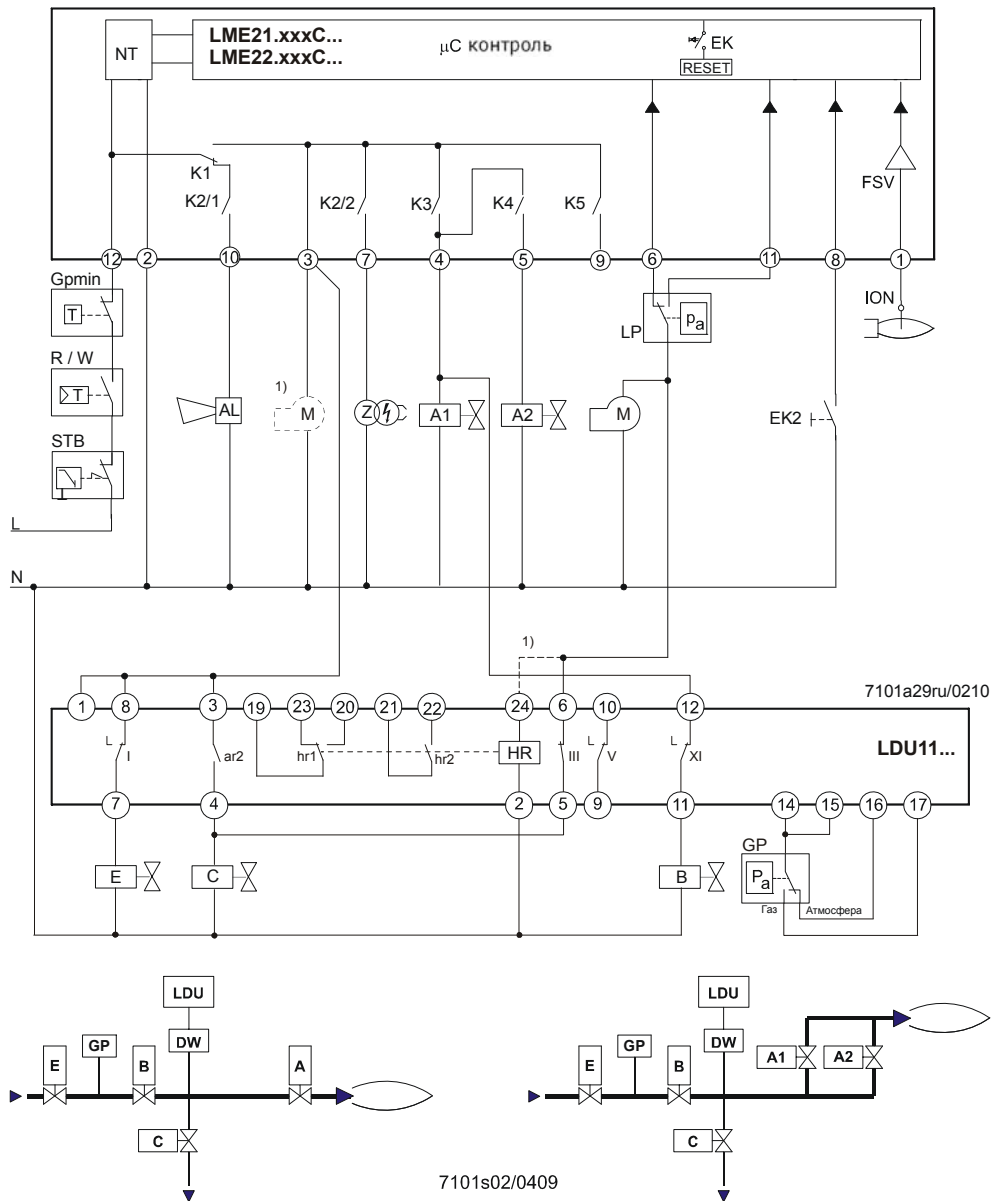 LME21.xxxC...
LME22.xxxC...
µC контроль
NT
EK
RESET
FSV
K1
K2/1
K2/2
K3
K4
K5
12
2
10
3
7
4
5
9
6
11
8
1
Gpmin
T
R / W
T
STB
L
N
AL
1)
M
Z
A1
A2
LP
pa
M
ION
EK2
1)
7101a29ru/0210
1
8
3
19
23
20
21
22
24
6
10
12
L
I
ar2
hr1
hr2
HR
III
L
V
L
XI
LDU11...
7
4
2
5
9
11
14
15
16
17
E
C
B
GP
Pa
Газ
Атмосфера
LDU
DW
E
GP
B
A
C
LDU
DW
E
GP
B
A1
A2
C
7101s02/0409